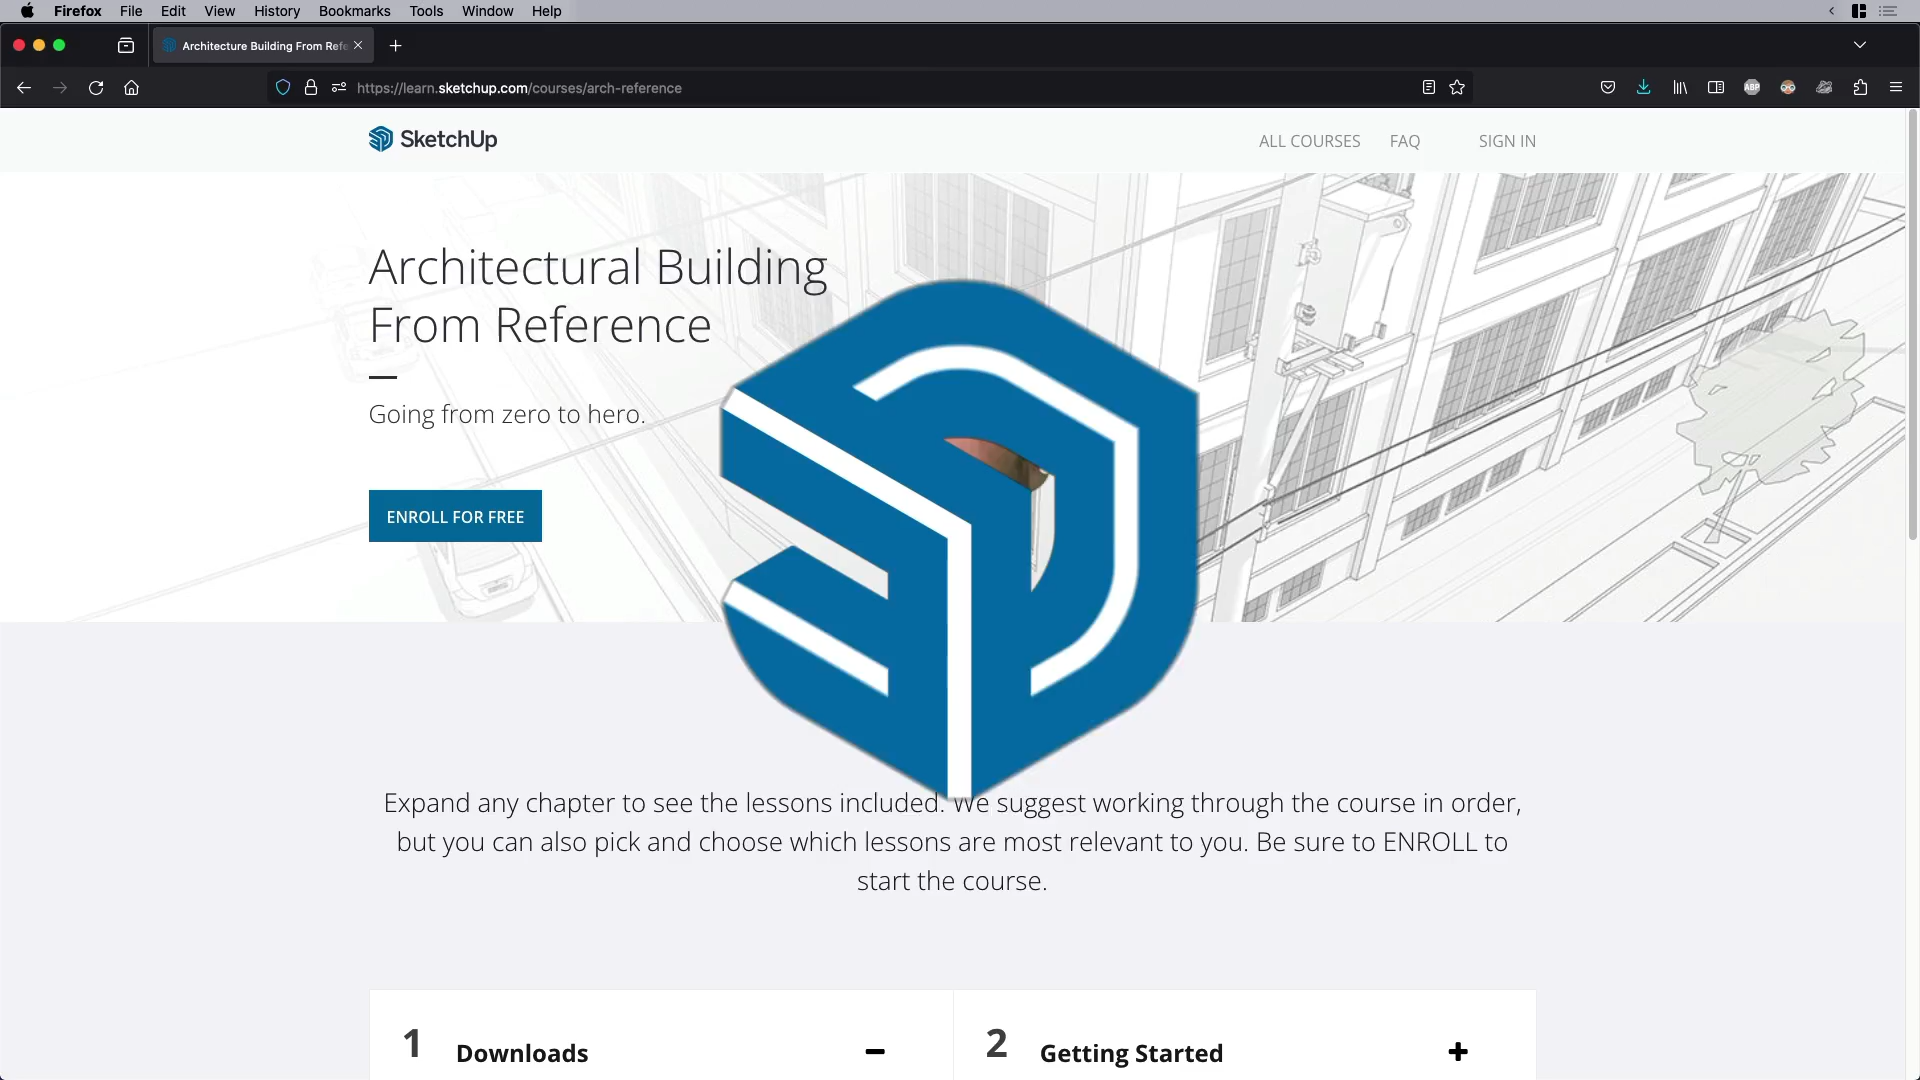 Firefox File Edit View History Bookmarks Tools Window Help
Architecture Building From Refe
https://learn.sketchup.com/courses/arch-reference
ABP
SketchUp
ALL COURSES FAQ SIGN IN
Architectural Building
From Reference
Going from zero to hero.
ENROLL FOR FREE
Expand any chapter to see the lessons included. We suggest working through the course in order,
but you can also pick and choose which lessons are most relevant to you. Be sure to ENROLL to
start the course.
1 Downloads
2 Getting Started